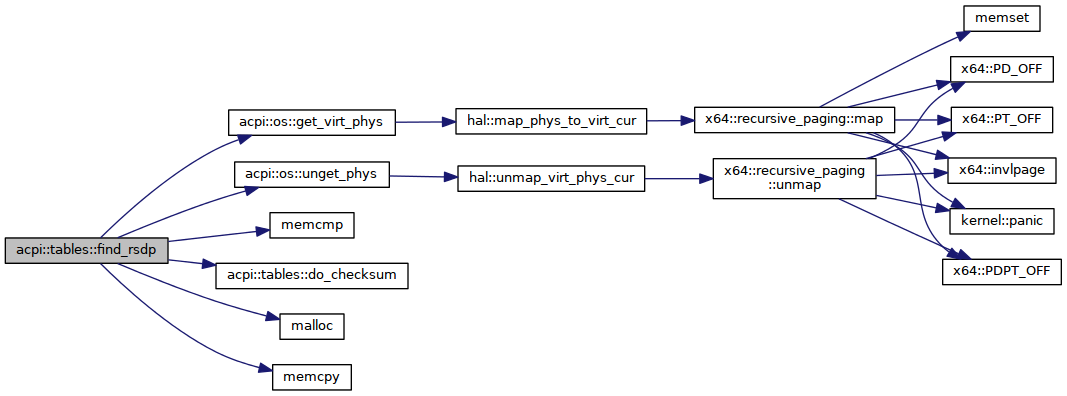 acpi::tables::find_rsdp
acpi::os::get_virt_phys
acpi::os::unget_phys
memcmp
acpi::tables::do_checksum
malloc
memcpy
hal::map_phys_to_virt_cur
hal::unmap_virt_phys_cur
x64::recursive_paging::map
x64::recursive_paging
::unmap
memset
x64::PD_OFF
x64::PT_OFF
x64::invlpage
kernel::panic
x64::PDPT_OFF